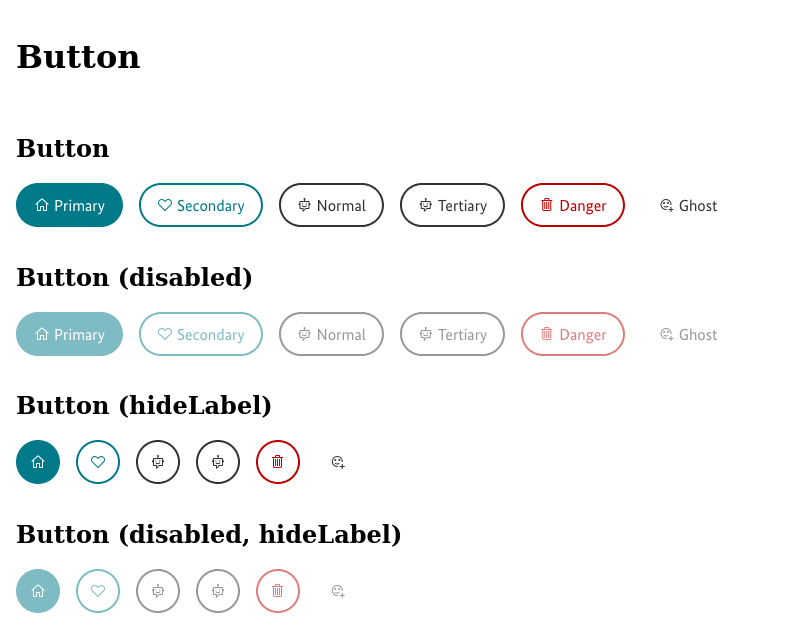 Button
Button
Primary Secondary Normal Tertiary Danger Ghost
Button (disabled)
Primary Secondary Normal Tertiary Danger Ghost
Button (hideLabel)
Button (disabled, hideLabel)